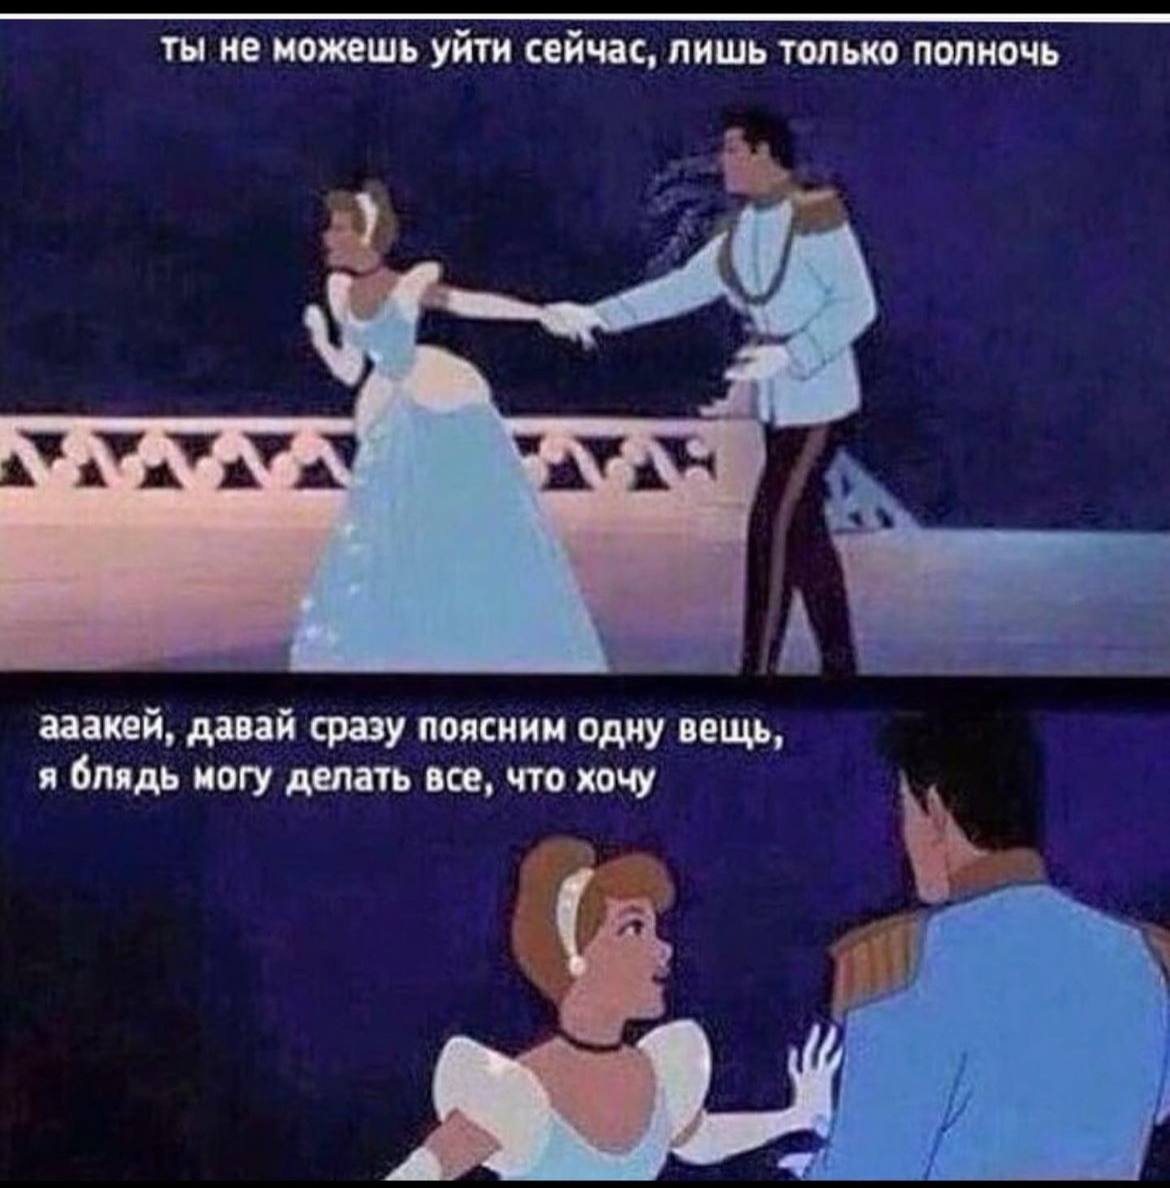 ты не можешь уйти сейчас, лишь только полночь
ааакей, давай сразу поясним одну вещь,
я блядь могу делать все, что хочу